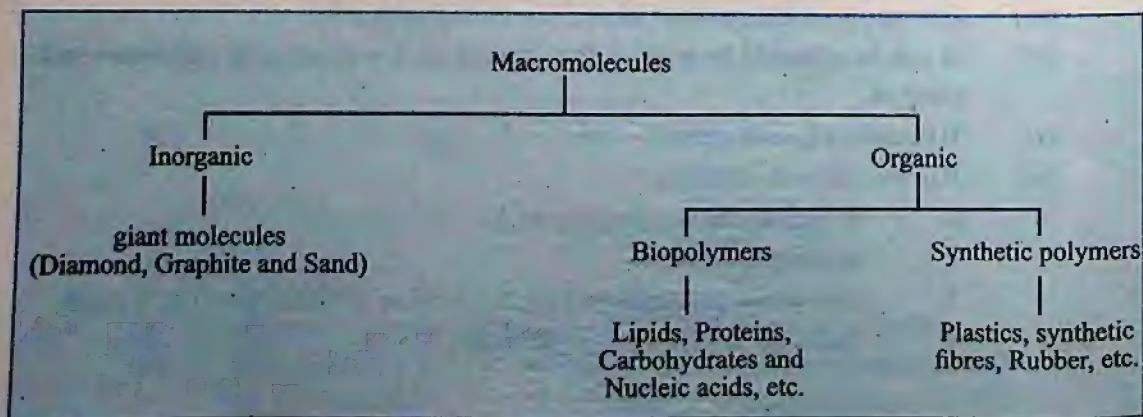 Macromolecules
Inorganic
Organic
giant molecules
(Diamond, Graphite and Sand)
Biopolymers
Synthetic polymers
Lipids, Proteins,
Carbohydrates and
Nucleic acids, etc.
Plastics, synthetic
fibres, Rubber, etc.